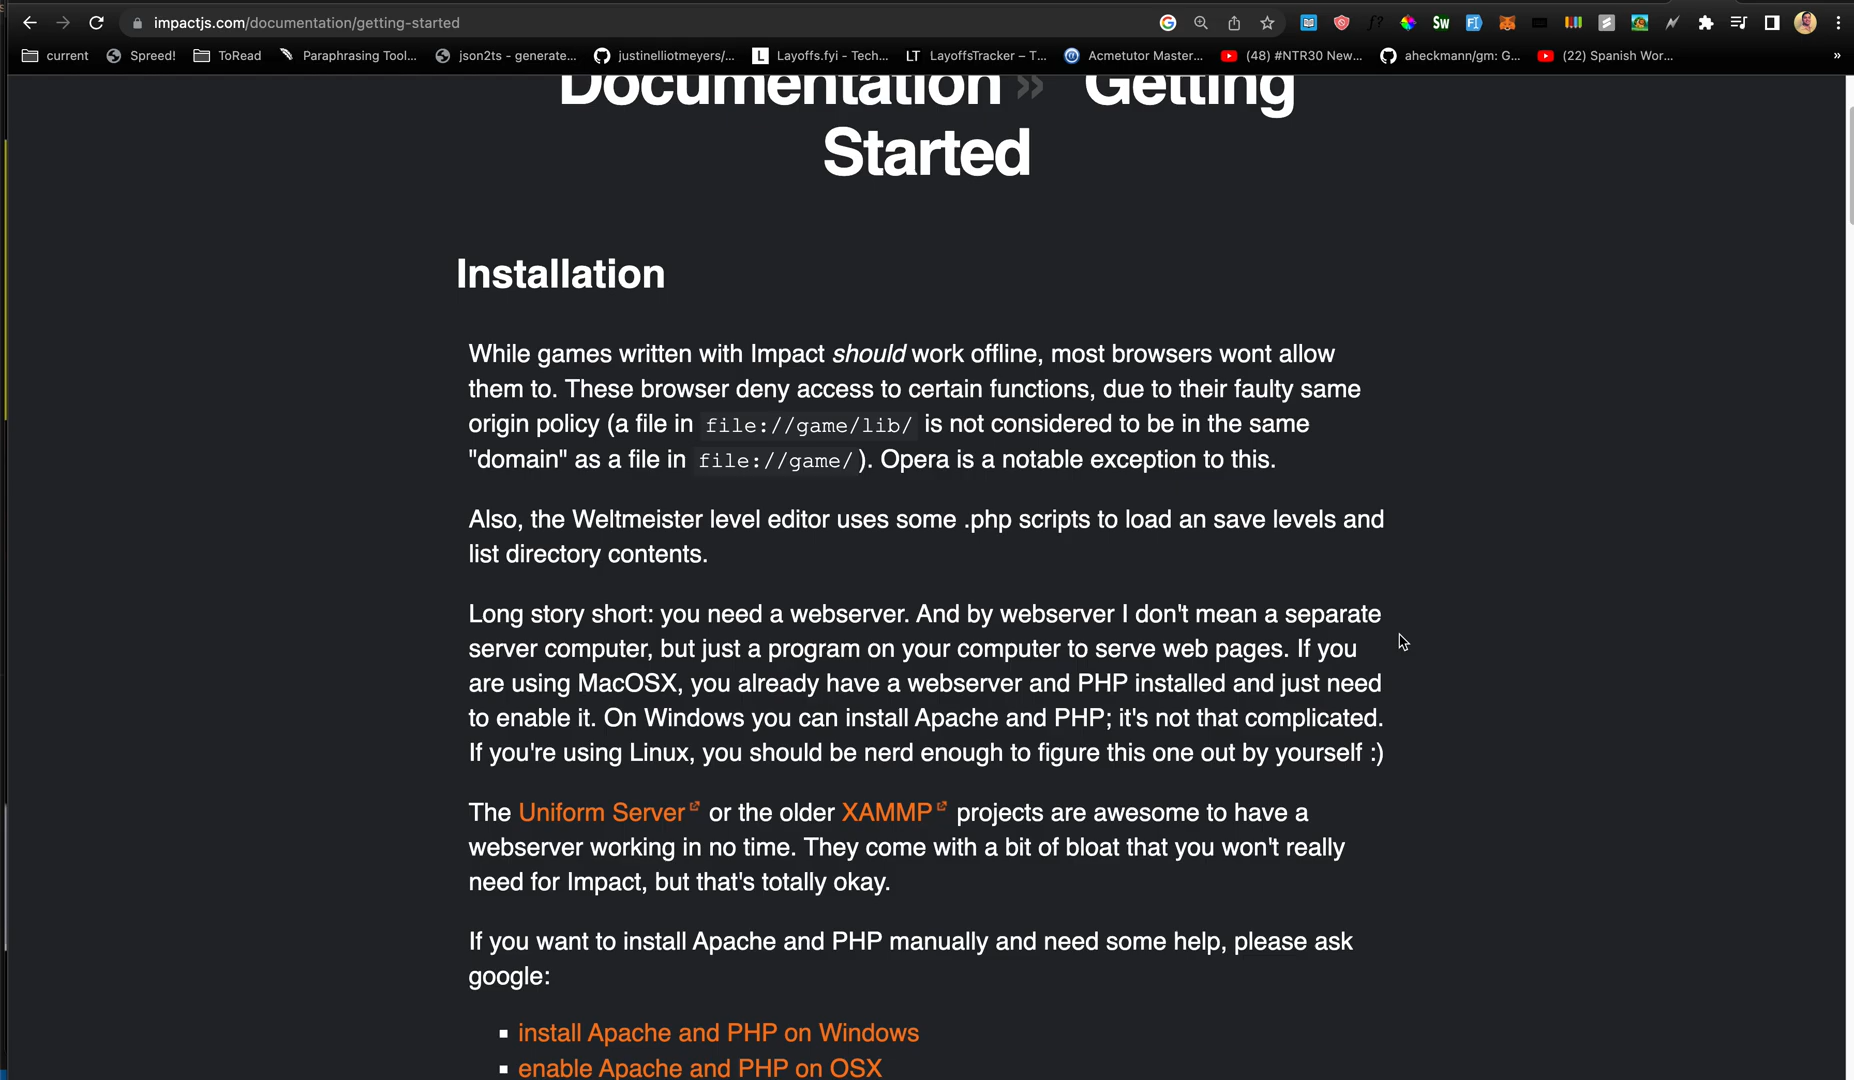 impactjs.com/documentation/getting-started
current Spreed! ToRead Paraphrasing Tool... json2ts - generate... justinelliotmeyers/... Layoffs.fyi - Tech... LayoffsTracker – T... Acmetutor Master... (48) #NTR30 New... aheckmann/gm: G... (22) Spanish Wor... »
Documentation » Getting
Started
Installation
While games written with Impact should work offline, most browsers wont allow
them to. These browser deny access to certain functions, due to their faulty same
origin policy (a file in file://game/lib/ is not considered to be in the same
"domain" as a file in file://game/). Opera is a notable exception to this.
Also, the Weltmeister level editor uses some .php scripts to load an save levels and
list directory contents.
Long story short: you need a webserver. And by webserver I don't mean a separate
server computer, but just a program on your computer to serve web pages. If you
are using MacOSX, you already have a webserver and PHP installed and just need
to enable it. On Windows you can install Apache and PHP; it's not that complicated.
If you're using Linux, you should be nerd enough to figure this one out by yourself :)
The Uniform Server or the older XAMMP projects are awesome to have a
webserver working in no time. They come with a bit of bloat that you won't really
need for Impact, but that's totally okay.
If you want to install Apache and PHP manually and need some help, please ask
google:
install Apache and PHP on Windows
enable Apache and PHP on OSX